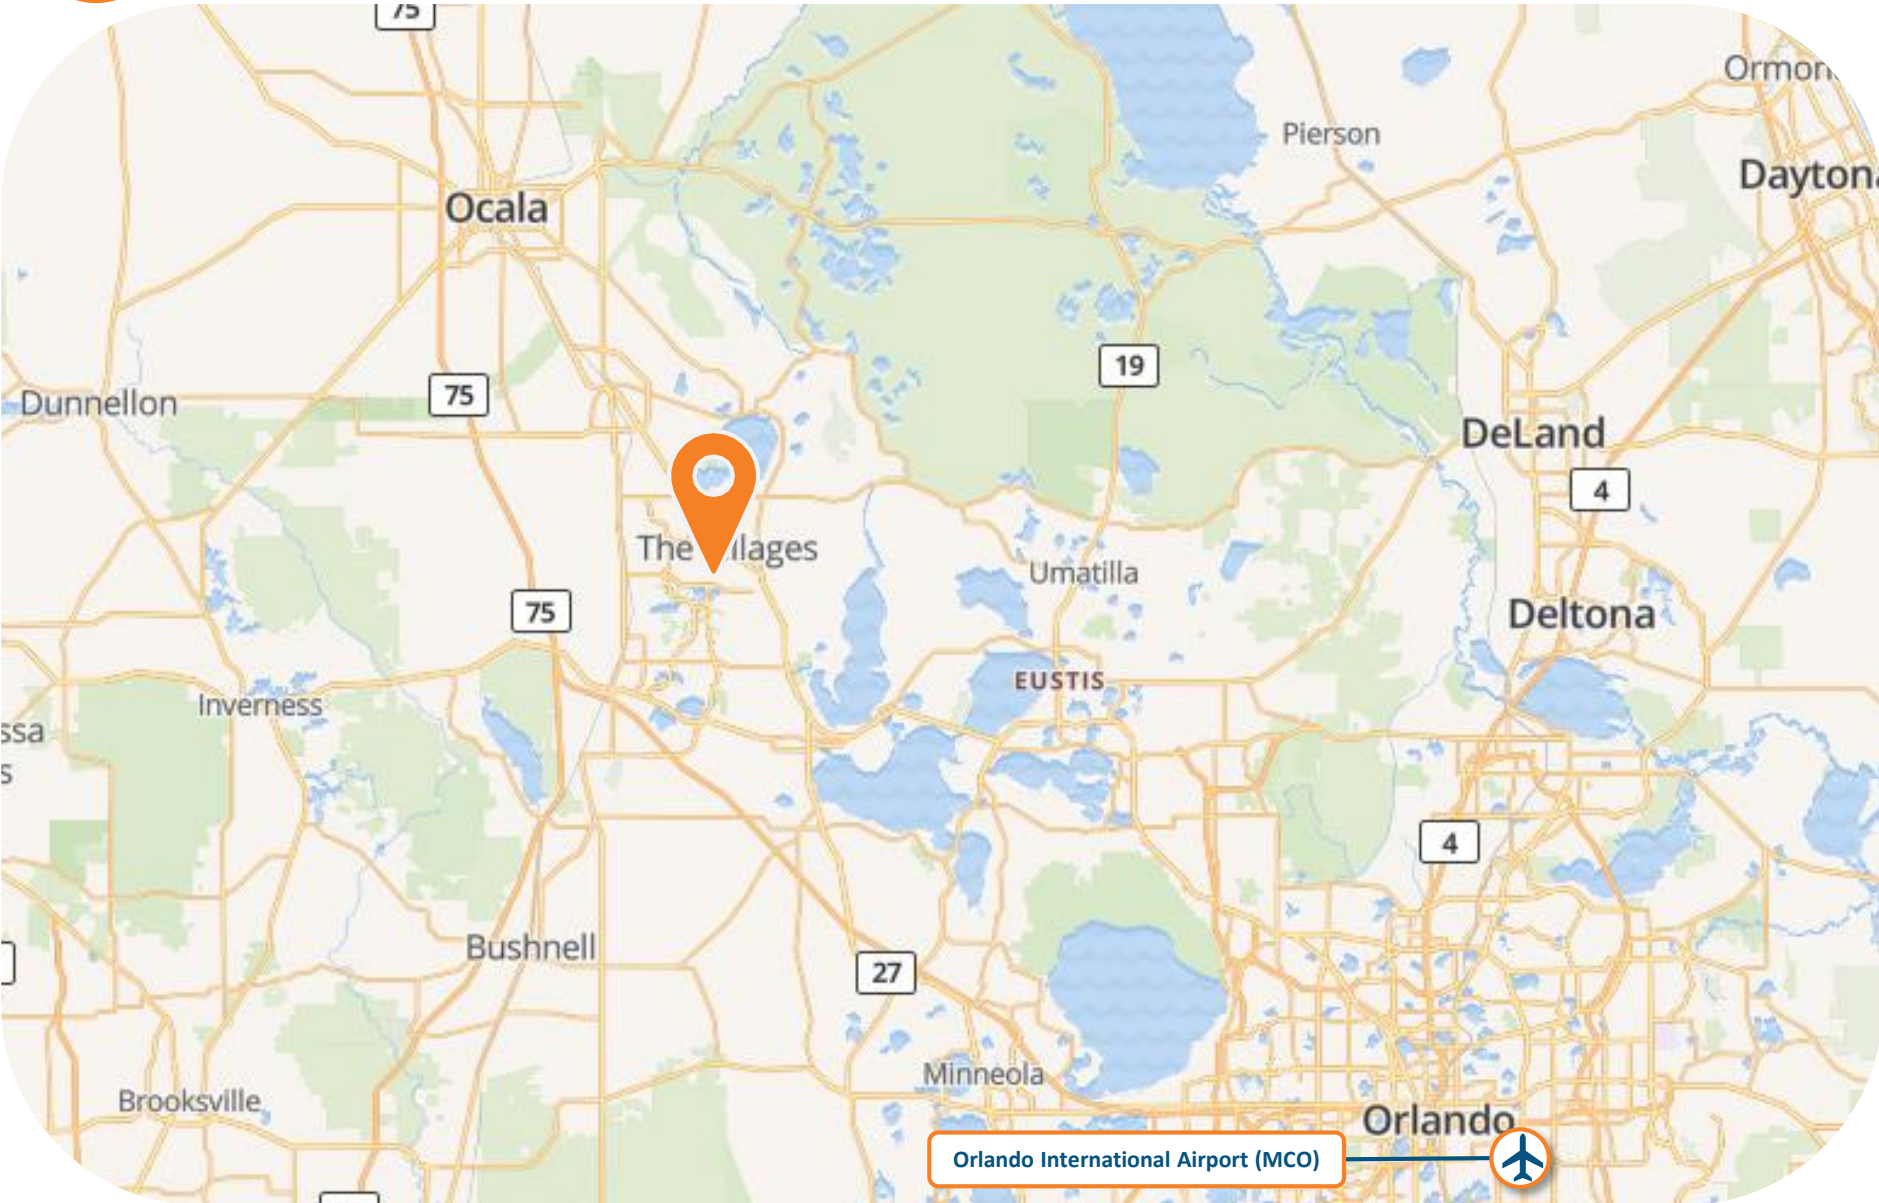 75
Ormon
Pierson
Dayton
Ocala
19
75
Dunnellon
DeLand
4
The Villages
Umatilla
75
Deltona
EUSTIS
Inverness
ssa
s
4
Bushnell
27
Minneola
Brooksville
Orlando
Orlando International Airport (MCO)